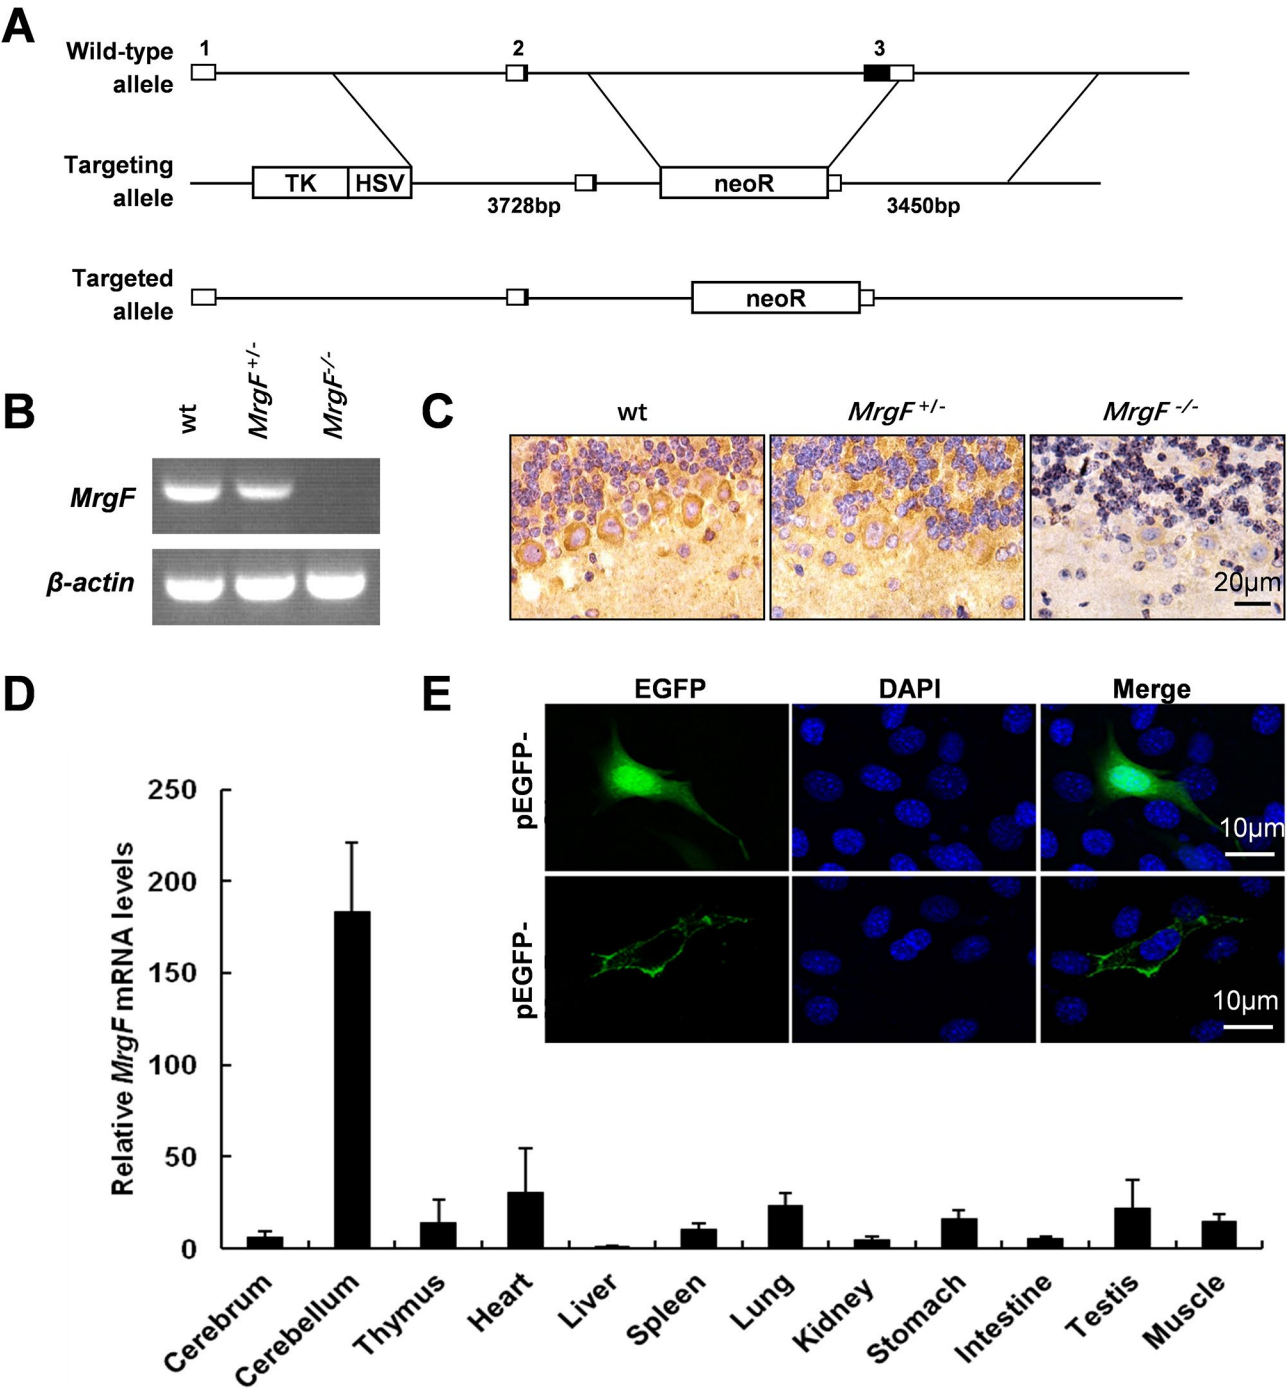 A
Wild-type
allele
1
2
3
Targeting
allele
TK
HSV
neoR
3728bp
3450bp
Targeted
allele
neoR
B
wt
MrgF+/-
MrgF-/-
MrgF
β-actin
C
wt
MrgF +/-
MrgF -/-
20μm
D
Relative MrgF mRNA levels
250
200
150
100
50
0
Cerebrum
Cerebellum
Thymus
Heart
Liver
Spleen
Lung
Kidney
Stomach
Intestine
Testis
Muscle
E
EGFP
DAPI
Merge
pEGFP-
10μm
pEGFP-
10μm